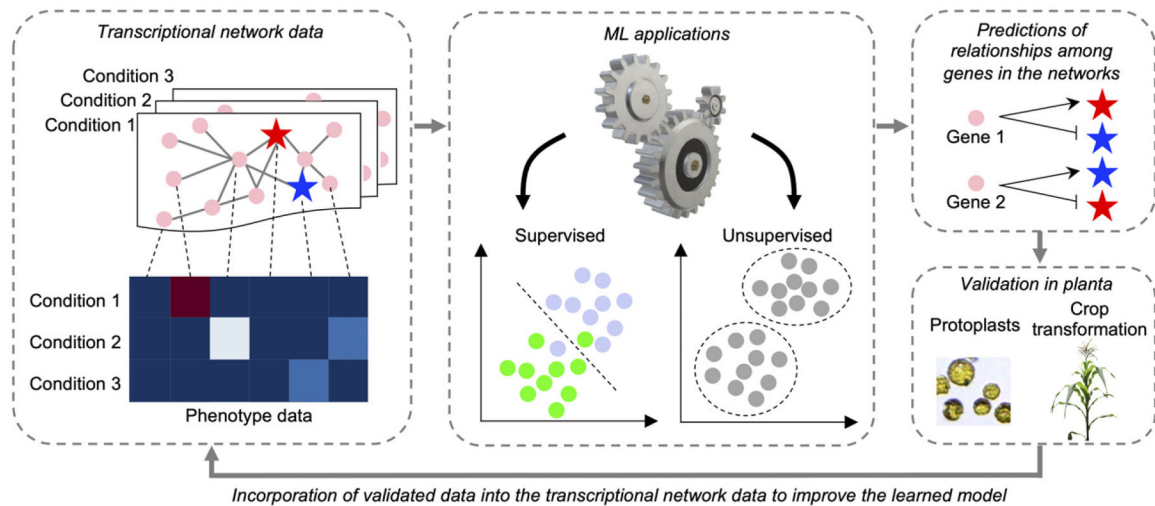 Transcriptional network data
Condition 3
Condition 2
Condition 1
Condition 1
Condition 2
Condition 3
Phenotype data
ML applications
Supervised
Unsupervised
Predictions of
relationships among
genes in the networks
Gene 1
Gene 2
Validation in planta
Protoplasts
Crop
transformation
Incorporation of validated data into the transcriptional network data to improve the learned model